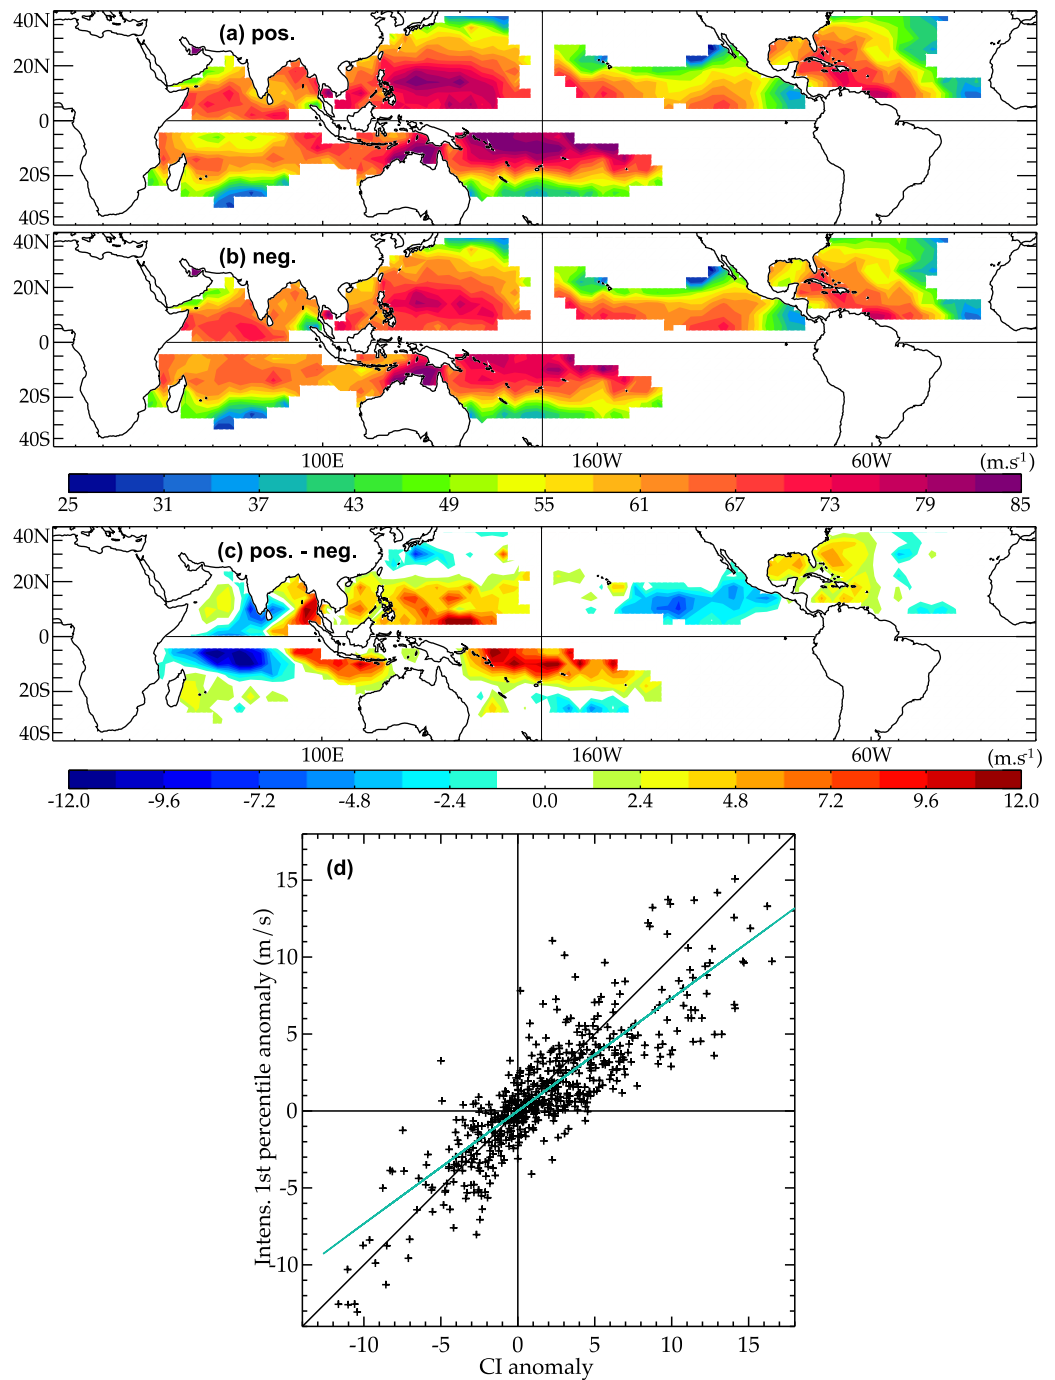 40N
(a) pos.
20N
0
20S
40S
40N
(b) neg.
20N
0
20S
40S
100E 160W 60W (m.s-1)
25 31 37 43 49 55 61 67 73 79 85
40N
(c) pos. - neg.
20N
0
20S
40S
100E 160W 60W (m.s-1)
-12.0 -9.6 -7.2 -4.8 -2.4 0.0 2.4 4.8 7.2 9.6 12.0
(d)
Intens. 1st percentile anomaly (m/s)
15
10
5
0
-5
-10
-10 -5 0 5 10 15
CI anomaly